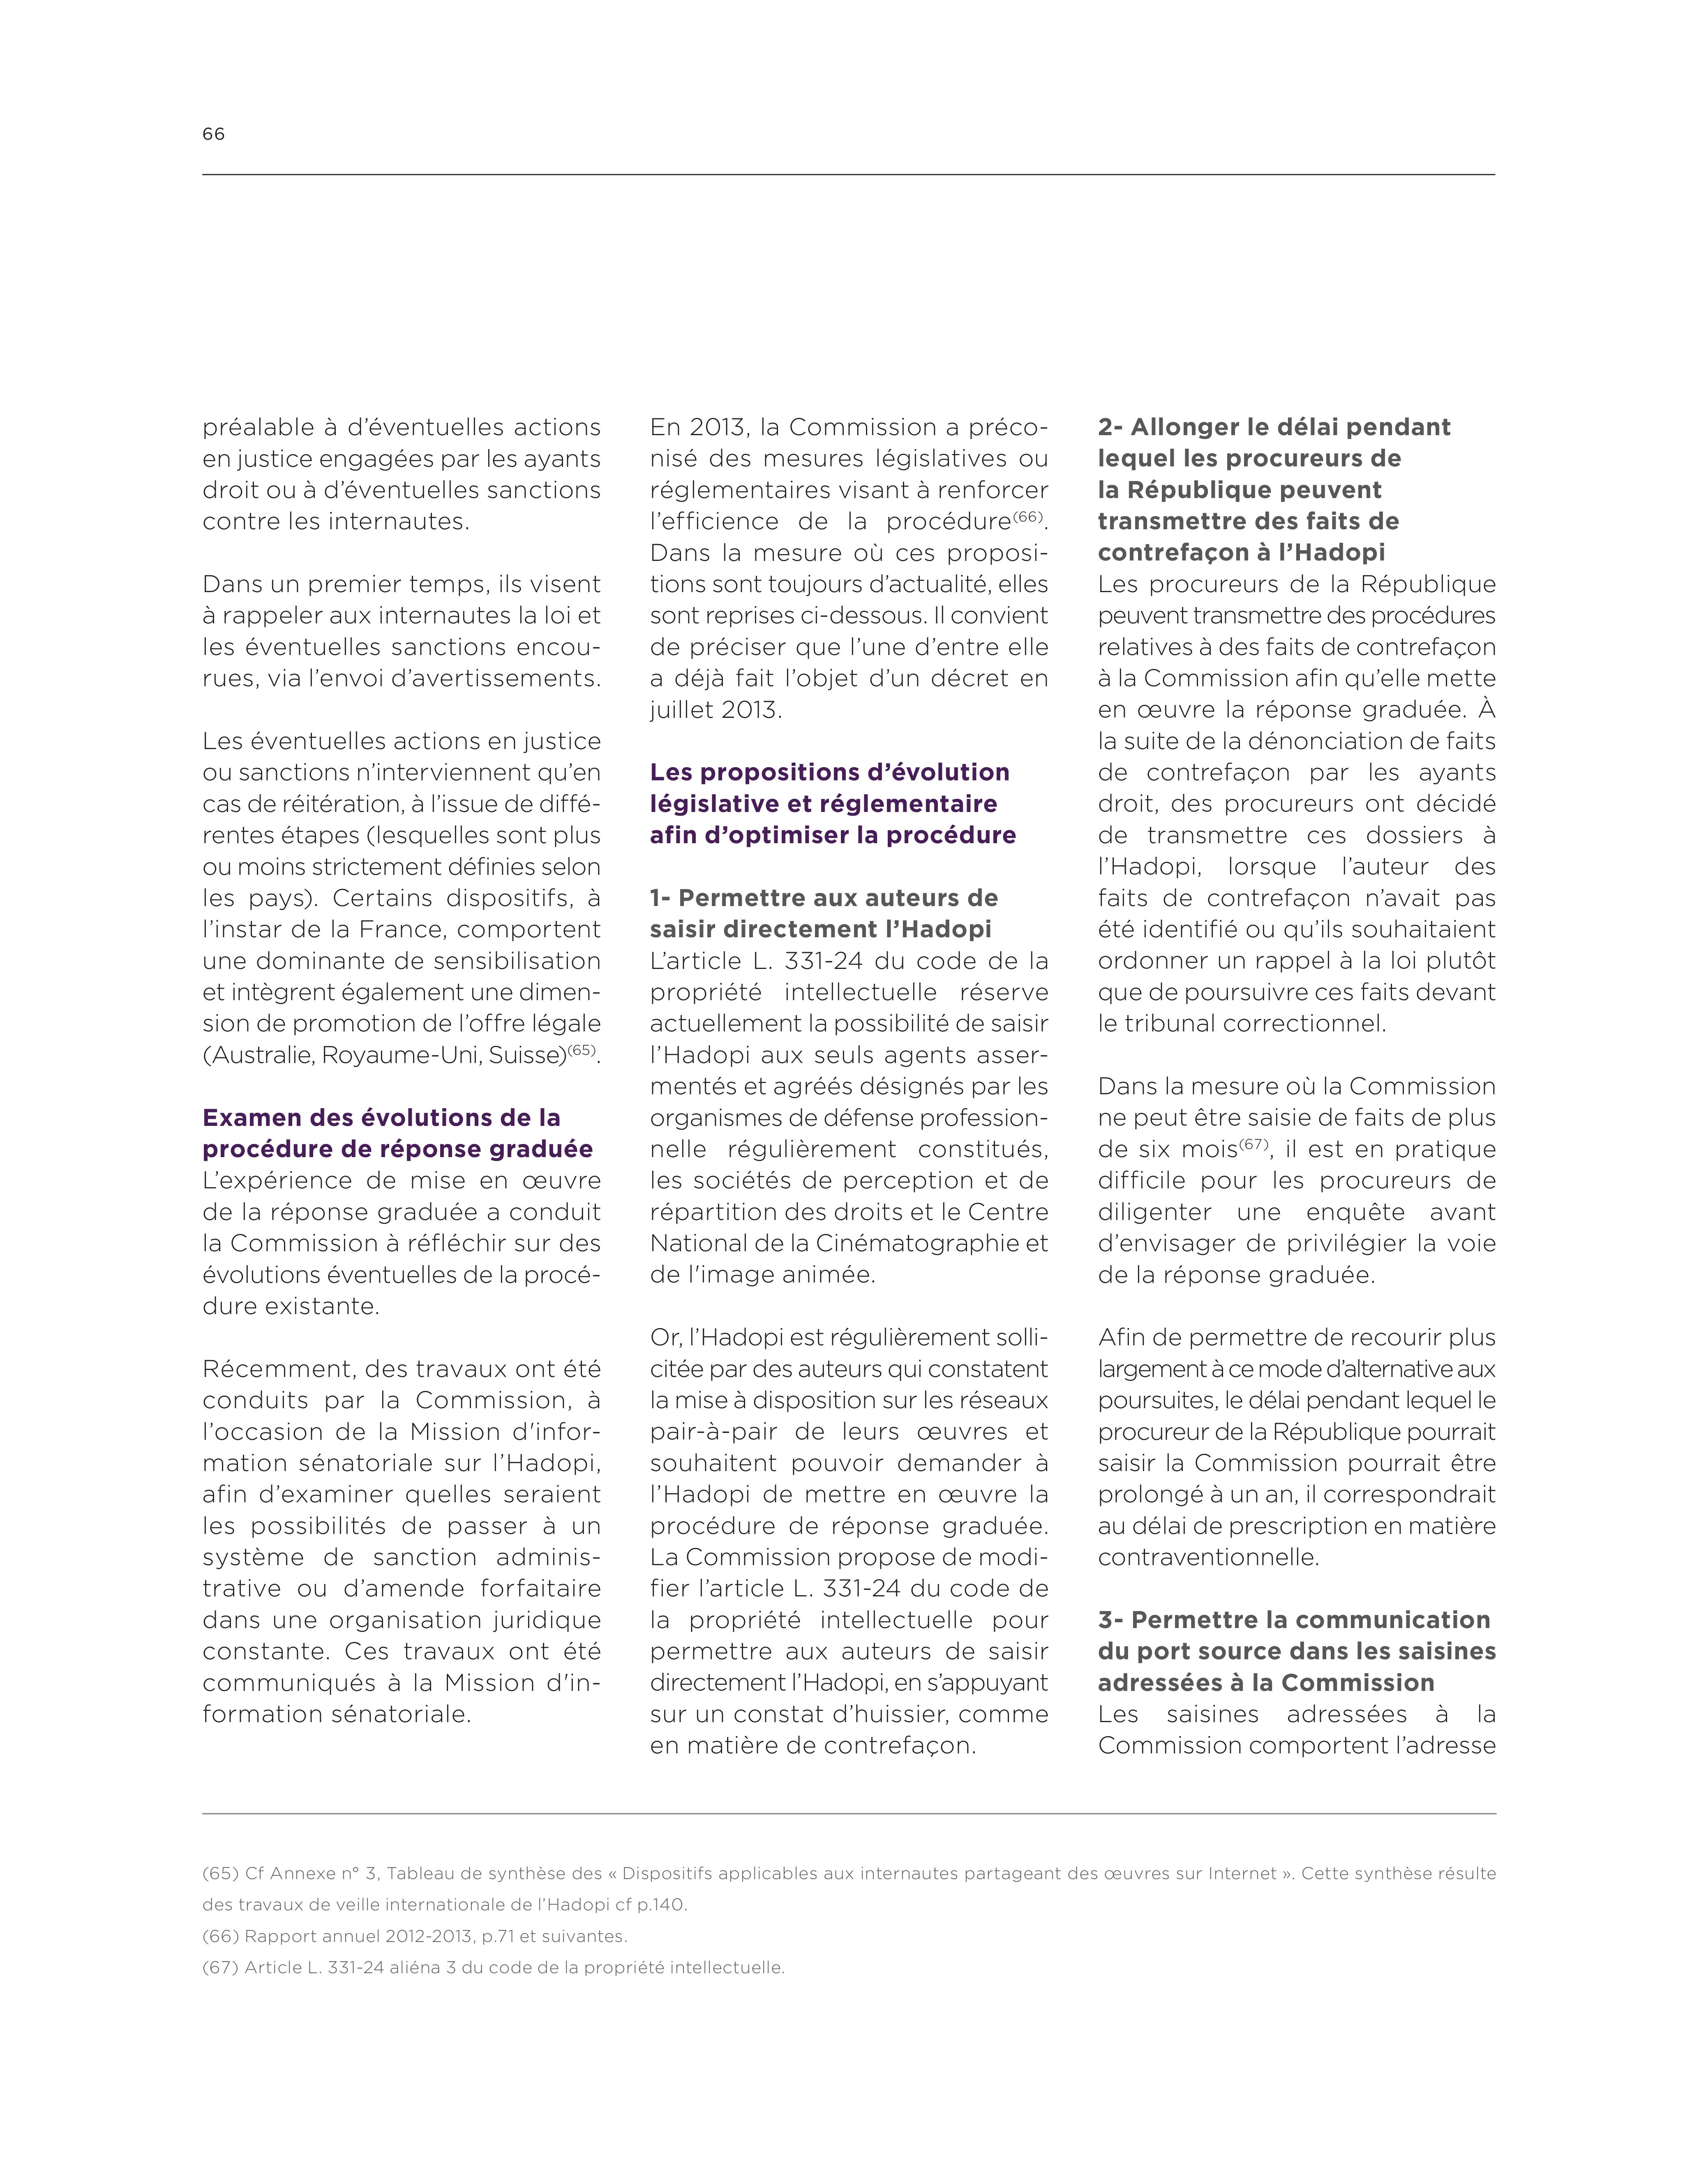 66
préalable à d’éventuelles actions
en justice engagées par les ayants
droit ou à d’éventuelles sanctions
contre les internautes.
Dans un premier temps, ils visent
à rappeler aux internautes la loi et
les éventuelles sanctions encou-
rues, via l’envoi d’avertissements.
Les éventuelles actions en justice
ou sanctions n’interviennent qu’en
cas de réitération, à l’issue de diffé-
rentes étapes (lesquelles sont plus
ou moins strictement définies selon
les pays). Certains dispositifs, à
l’instar de la France, comportent
une dominante de sensibilisation
et intègrent également une dimen-
sion de promotion de l’offre légale
(Australie, Royaume-Uni, Suisse)(65).
Examen des évolutions de la
procédure de réponse graduée
L’expérience de mise en œuvre
de la réponse graduée a conduit
la Commission à réfléchir sur des
évolutions éventuelles de la procé-
dure existante.
Récemment, des travaux ont été
conduits par la Commission, à
l’occasion de la Mission d'infor-
mation sénatoriale sur l’Hadopi,
afin d’examiner quelles seraient
les possibilités de passer à un
système de sanction adminis-
trative ou d’amende forfaitaire
dans une organisation juridique
constante. Ces travaux ont été
communiqués à la Mission d'in-
formation sénatoriale.
En 2013, la Commission a préco-
nisé des mesures législatives ou
réglementaires visant à renforcer
l’efficience de la procédure(66).
Dans la mesure où ces proposi-
tions sont toujours d’actualité, elles
sont reprises ci-dessous. Il convient
de préciser que l’une d’entre elle
a déjà fait l’objet d’un décret en
juillet 2013.
Les propositions d’évolution
législative et réglementaire
afin d’optimiser la procédure
1- Permettre aux auteurs de
saisir directement l’Hadopi
L’article L. 331-24 du code de la
propriété intellectuelle réserve
actuellement la possibilité de saisir
l’Hadopi aux seuls agents asser-
mentés et agréés désignés par les
organismes de défense profession-
nelle régulièrement constitués,
les sociétés de perception et de
répartition des droits et le Centre
National de la Cinématographie et
de l'image animée.
Or, l’Hadopi est régulièrement solli-
citée par des auteurs qui constatent
la mise à disposition sur les réseaux
pair-à-pair de leurs œuvres et
souhaitent pouvoir demander à
l’Hadopi de mettre en œuvre la
procédure de réponse graduée.
La Commission propose de modi-
fier l’article L. 331-24 du code de
la propriété intellectuelle pour
permettre aux auteurs de saisir
directement l’Hadopi, en s’appuyant
sur un constat d’huissier, comme
en matière de contrefaçon.
2- Allonger le délai pendant
lequel les procureurs de
la République peuvent
transmettre des faits de
contrefaçon à l’Hadopi
Les procureurs de la République
peuvent transmettre des procédures
relatives à des faits de contrefaçon
à la Commission afin qu’elle mette
en œuvre la réponse graduée. À
la suite de la dénonciation de faits
de contrefaçon par les ayants
droit, des procureurs ont décidé
de transmettre ces dossiers à
l’Hadopi, lorsque l’auteur des
faits de contrefaçon n’avait pas
été identifié ou qu’ils souhaitaient
ordonner un rappel à la loi plutôt
que de poursuivre ces faits devant
le tribunal correctionnel.
Dans la mesure où la Commission
ne peut être saisie de faits de plus
de six mois(67), il est en pratique
difficile pour les procureurs de
diligenter une enquête avant
d’envisager de privilégier la voie
de la réponse graduée.
Afin de permettre de recourir plus
largement à ce mode d’alternative aux
poursuites, le délai pendant lequel le
procureur de la République pourrait
saisir la Commission pourrait être
prolongé à un an, il correspondrait
au délai de prescription en matière
contraventionnelle.
3- Permettre la communication
du port source dans les saisines
adressées à la Commission
Les saisines adressées à la
Commission comportent l’adresse
(65) Cf Annexe n° 3, Tableau de synthèse des « Dispositifs applicables aux internautes partageant des œuvres sur Internet ». Cette synthèse résulte
des travaux de veille internationale de l’Hadopi cf p.140.
(66) Rapport annuel 2012-2013, p.71 et suivantes.
(67) Article L. 331-24 aliéna 3 du code de la propriété intellectuelle.